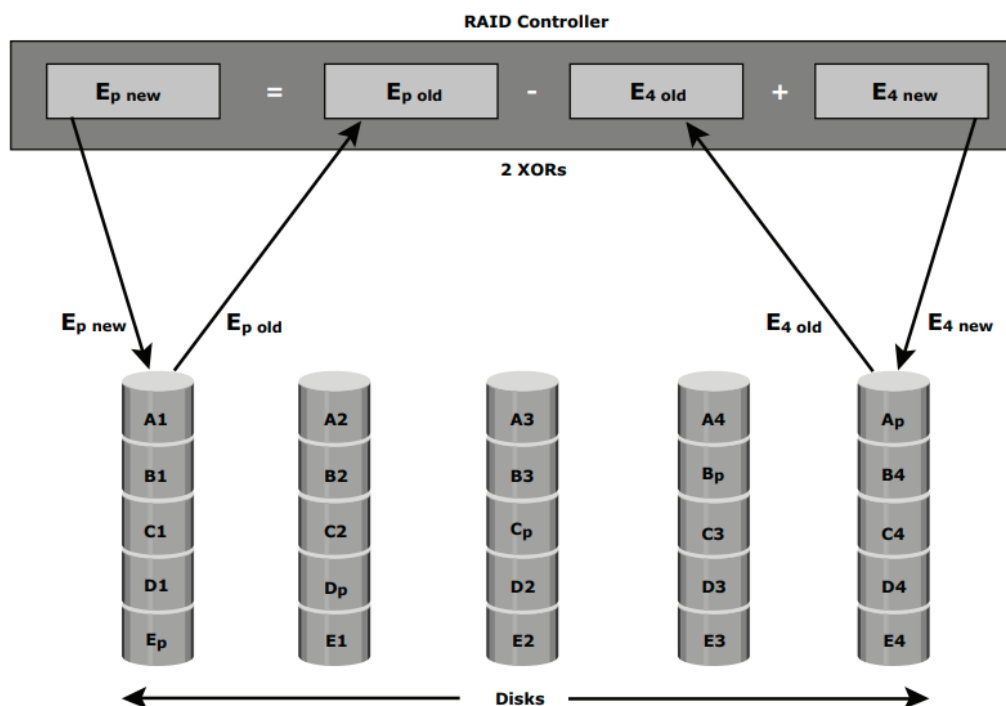 RAID Controller
Ep new = Ep old - E4 old + E4 new
2 XORs
Ep new Ep old E4 old E4 new
A1 A2 A3 A4 Ap
B1 B2 B3 Bp B4
C1 C2 Cp C3 C4
D1 Dp D2 D3 D4
Ep E1 E2 E3 E4
Disks